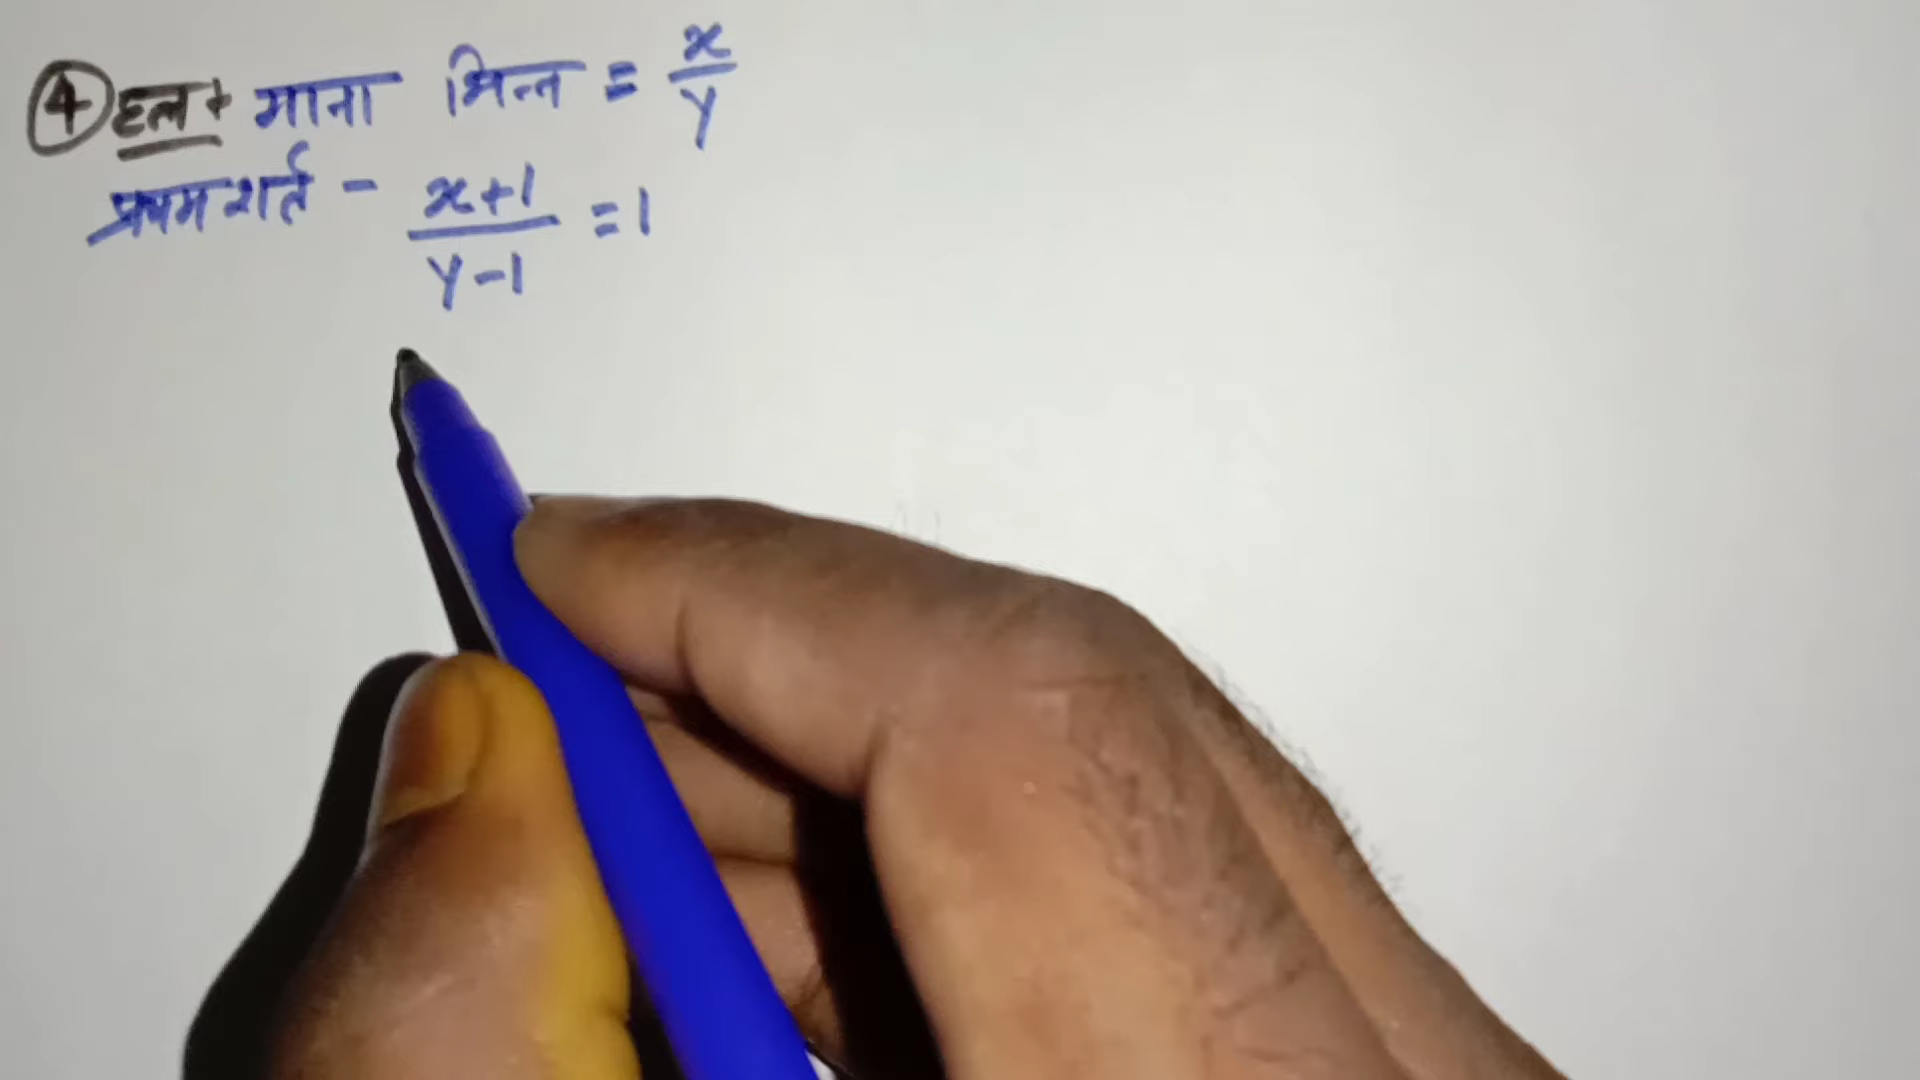 ④ हल → माना भिन्न = x/y
प्रथम शर्त - (x+1)/(y-1) = 1